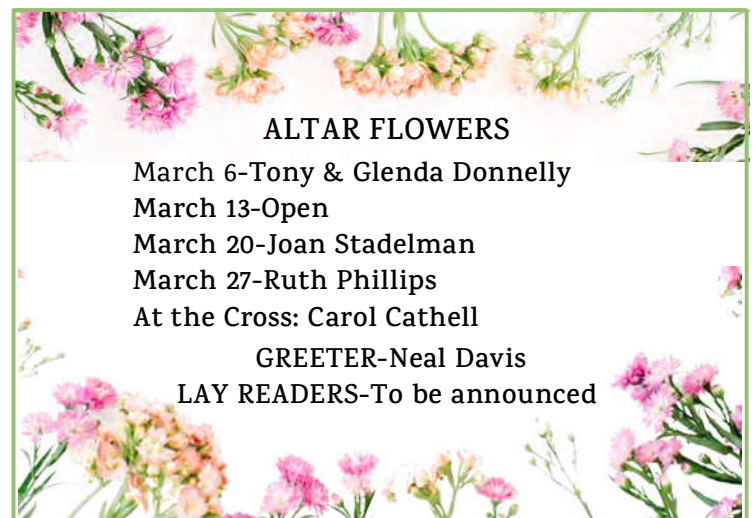 ALTAR FLOWERS
March 6-Tony & Glenda Donnelly
March 13-Open
March 20-Joan Stadelman
March 27-Ruth Phillips
At the Cross: Carol Cathell
GREETER-Neal Davis
LAY READERS-To be announced